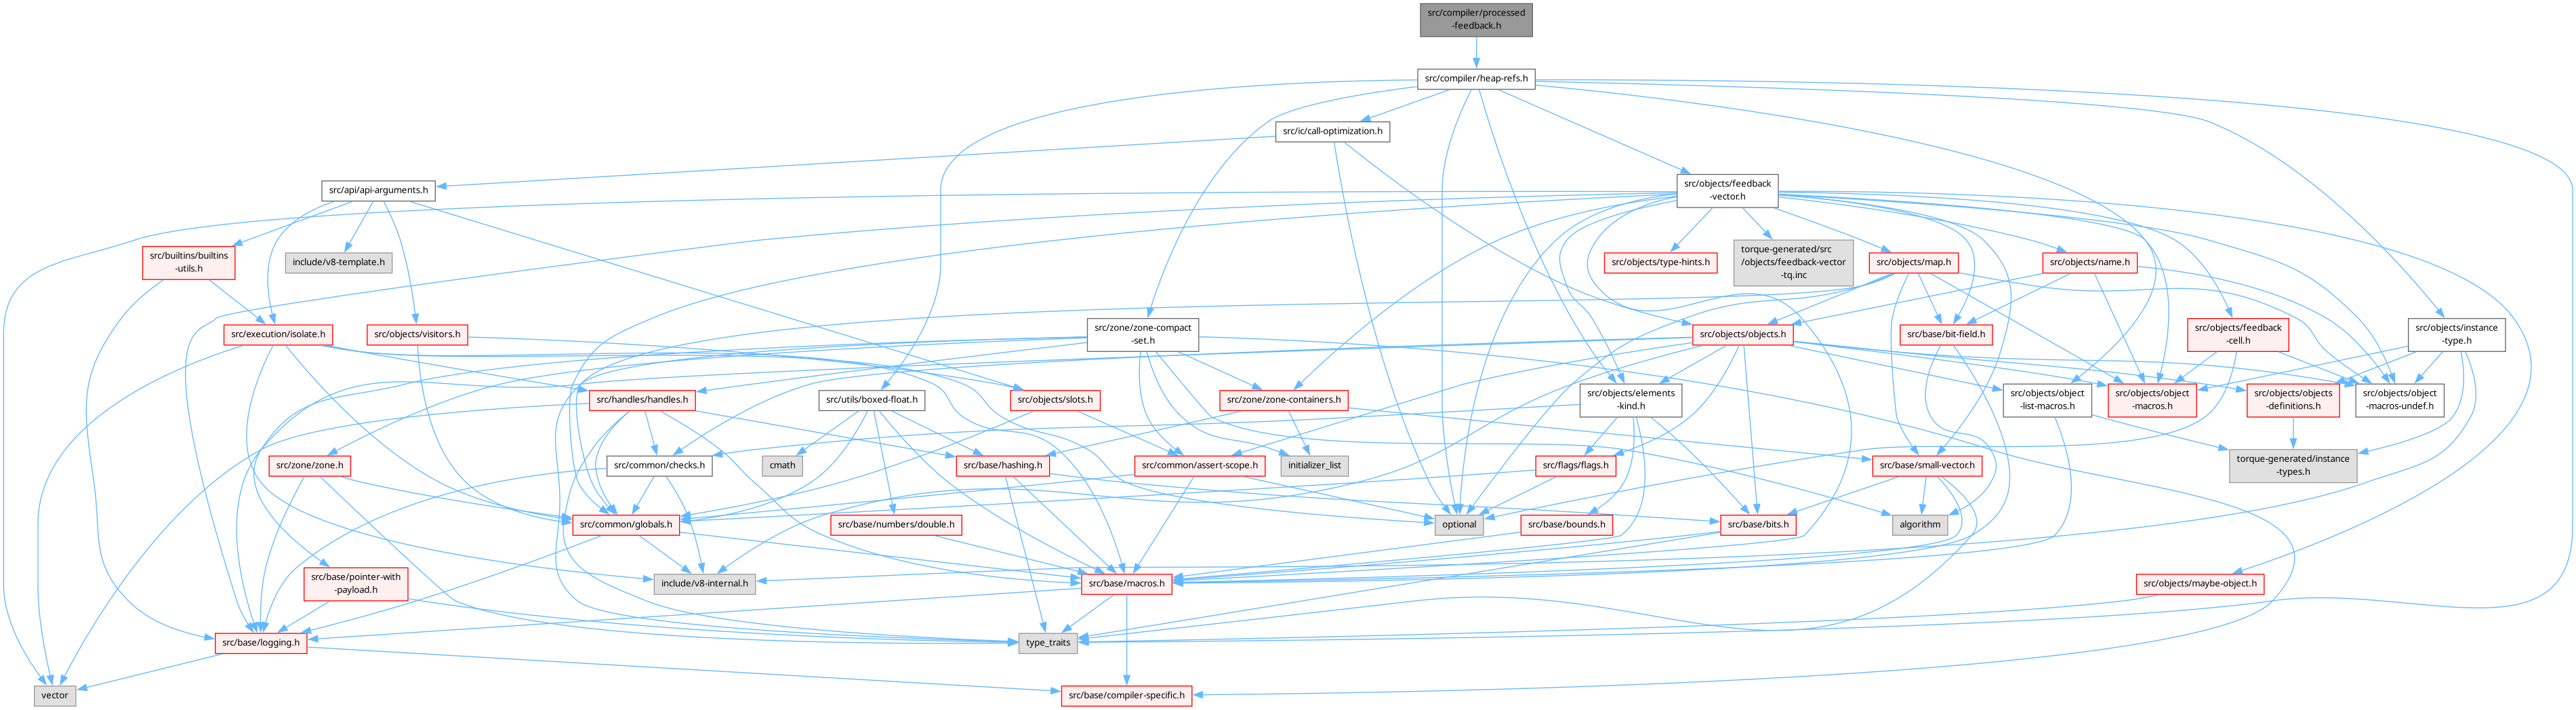 src/compiler/processed
-feedback.h
src/compiler/heap-refs.h
src/ic/call-optimization.h
src/api/api-arguments.h
src/objects/feedback
-vector.h
src/builtins/builtins
-utils.h
include/v8-template.h
src/objects/type-hints.h
torque-generated/src
/objects/feedback-vector
-tq.inc
src/objects/map.h
src/objects/name.h
src/execution/isolate.h
src/objects/visitors.h
src/zone/zone-compact
-set.h
src/objects/objects.h
src/base/bit-field.h
src/objects/feedback
-cell.h
src/objects/instance
-type.h
src/handles/handles.h
src/utils/boxed-float.h
src/objects/slots.h
src/zone/zone-containers.h
src/objects/elements
-kind.h
src/objects/object
-list-macros.h
src/objects/object
-macros.h
src/objects/objects
-definitions.h
src/objects/object
-macros-undef.h
src/zone/zone.h
src/common/checks.h
cmath
src/base/hashing.h
src/common/assert-scope.h
initializer_list
src/flags/flags.h
src/base/small-vector.h
torque-generated/instance
-types.h
src/common/globals.h
src/base/numbers/double.h
optional
src/base/bounds.h
src/base/bits.h
algorithm
src/base/pointer-with
-payload.h
include/v8-internal.h
src/base/macros.h
src/objects/maybe-object.h
src/base/logging.h
type_traits
vector
src/base/compiler-specific.h